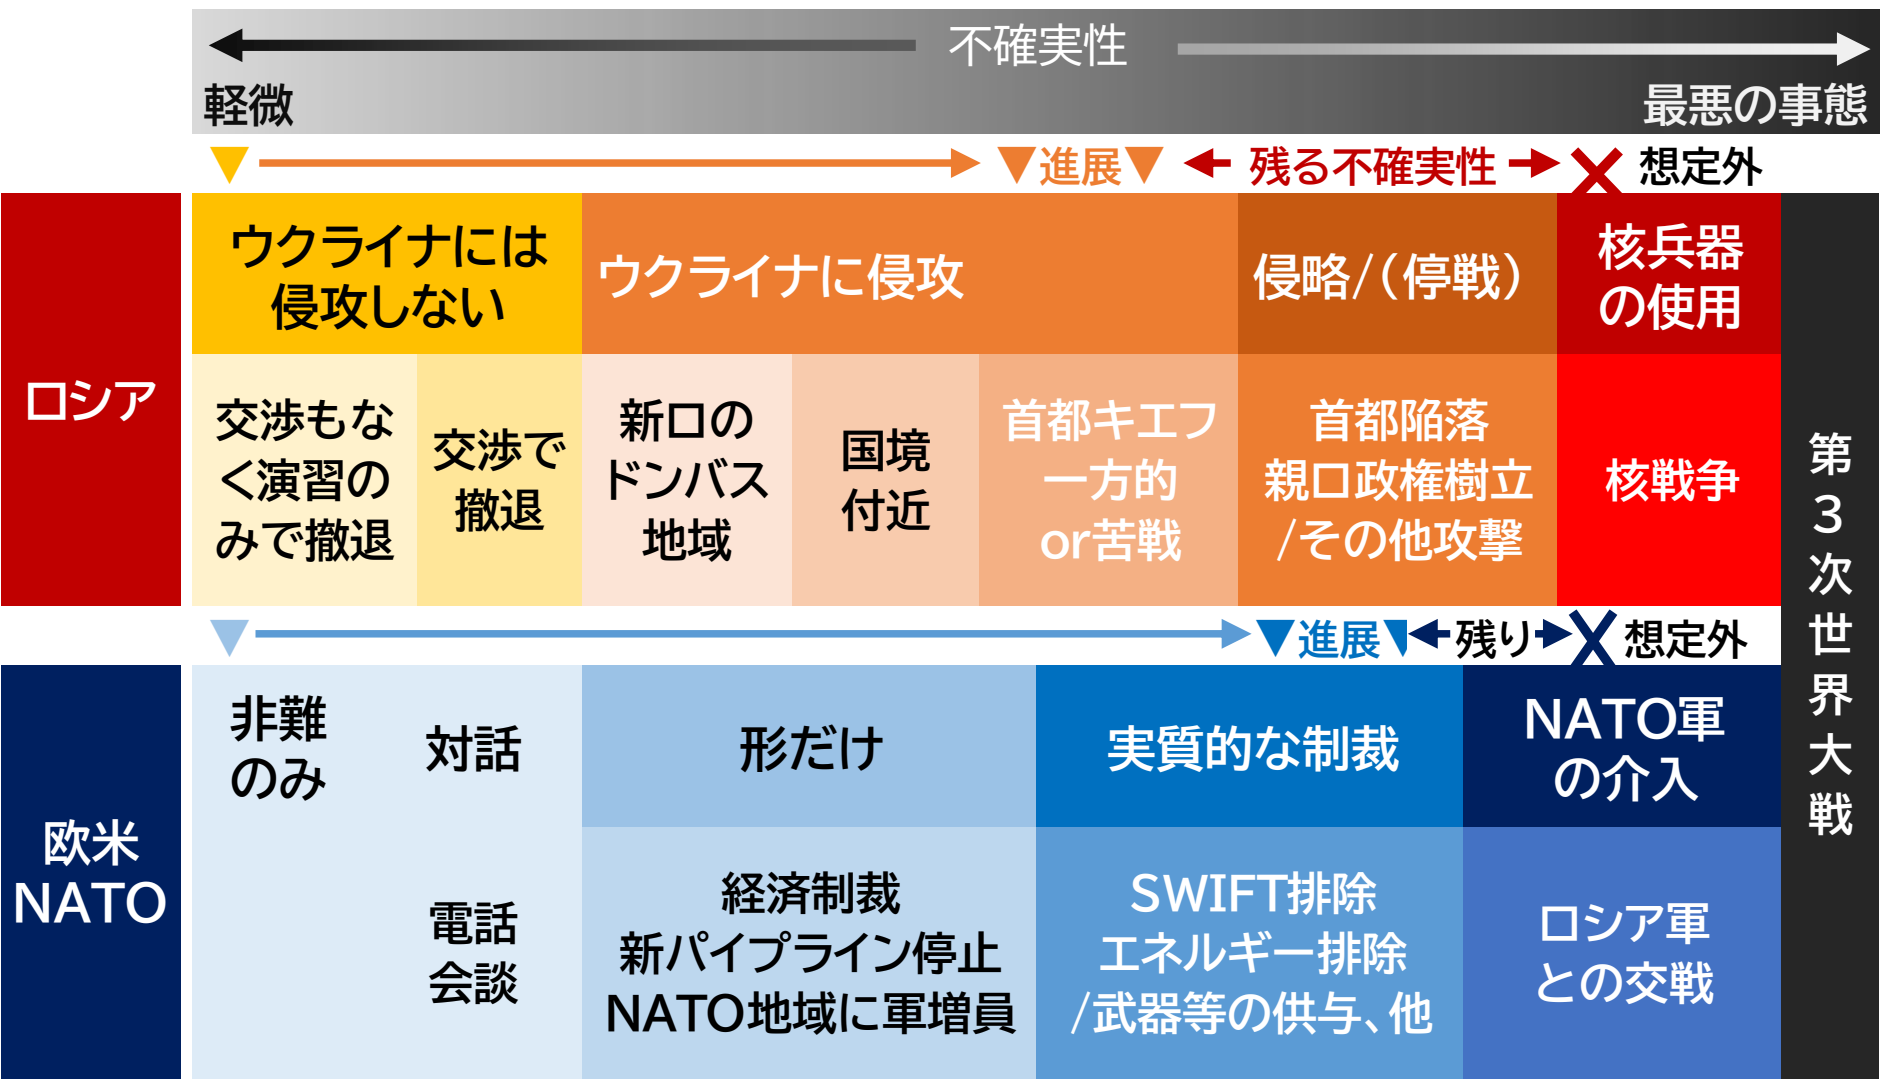 不確実性
軽微
最悪の事態
▼
▼進展▼
残る不確実性
想定外
ロシア
ウクライナには
侵攻しない
ウクライナに侵攻
侵略/(停戦)
核兵器
の使用
交渉もな
く演習の
みで撤退
交渉で
撤退
新ロの
ドンバス
地域
国境
付近
首都キエフ
一方的
or苦戦
首都陥落
親ロ政権樹立
/その他攻撃
核戦争
第3次世界大戦
▼
▼進展▼
残り
想定外
欧米
NATO
非難
のみ
対話
形だけ
実質的な制裁
NATO軍
の介入
電話
会談
経済制裁
新パイプライン停止
NATO地域に軍増員
SWIFT排除
エネルギー排除
/武器等の供与、他
ロシア軍
との交戦